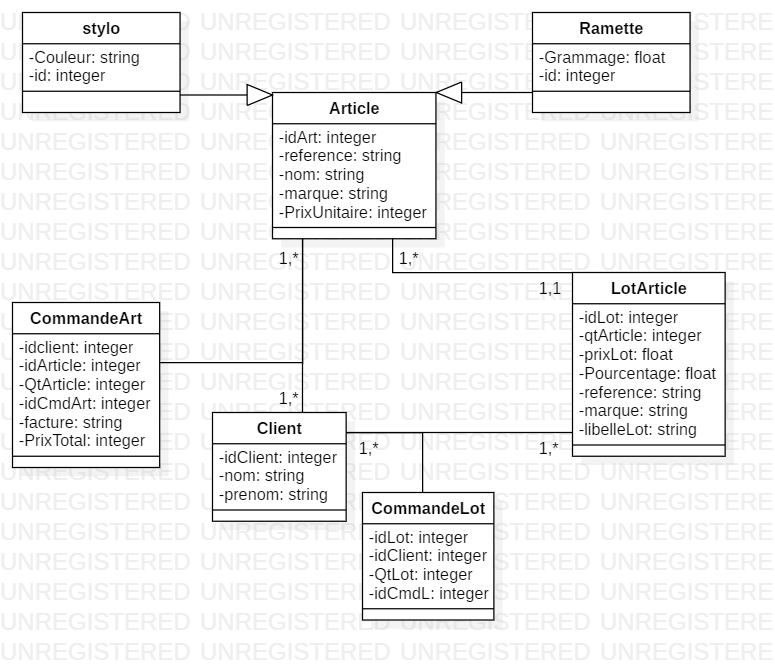 stylo
-Couleur: string
-id: integer
Ramette
-Grammage: float
-id: integer
Article
-idArt: integer
-reference: string
-nom: string
-marque: string
-PrixUnitaire: integer
1,*
1,*
1,1
LotArticle
-idLot: integer
-qtArticle: integer
-prixLot: float
-Pourcentage: float
-reference: string
-marque: string
-libelleLot: string
CommandeArt
-idclient: integer
-idArticle: integer
-QtArticle: integer
-idCmdArt: integer
-facture: string
-PrixTotal: integer
1,*
Client
-idClient: integer
-nom: string
-prenom: string
1,*
1,*
CommandeLot
-idLot: integer
-idClient: integer
-QtLot: integer
-idCmdL: integer
UNREGISTERED